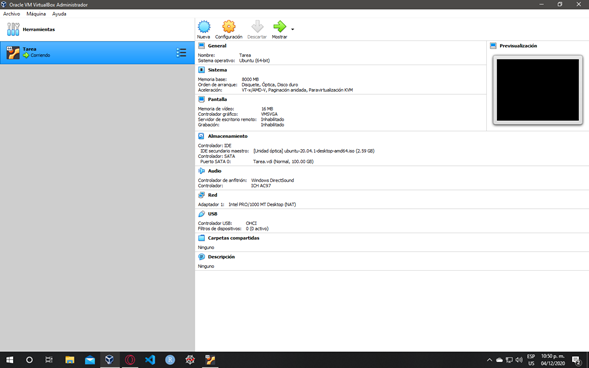 Oracle VM VirtualBox Administrador
Archivo Máquina Ayuda
Herramientas
Nueva Configuración Descartar Mostrar
Tarea
Corriendo
General
Nombre: Tarea
Sistema operativo: Ubuntu (64-bit)
Previsualización
Sistema
Memoria base: 8000 MB
Orden de arranque: Disquete, Óptica, Disco duro
Aceleración: VT-x/AMD-V, Paginación anidada, Paravirtualización KVM
Pantalla
Memoria de vídeo: 16 MB
Controlador gráfico: VMSVGA
Servidor de escritorio remoto: Inhabilitado
Grabación: Inhabilitado
Almacenamiento
Controlador: IDE
IDE secundario maestro: [Unidad óptica] ubuntu-20.04.1-desktop-amd64.iso (2.59 GB)
Controlador: SATA
Puerto SATA 0: Tarea.vdi (Normal, 100.00 GB)
Audio
Controlador de anfitrión: Windows DirectSound
Controlador: ICH AC97
Red
Adaptador 1: Intel PRO/1000 MT Desktop (NAT)
USB
Controlador USB: OHCI
Filtros de dispositivos: 0 (0 activo)
Carpetas compartidas
Ninguno
Descripción
Ninguno
ESP 10:50 p. m.
US 04/12/2020